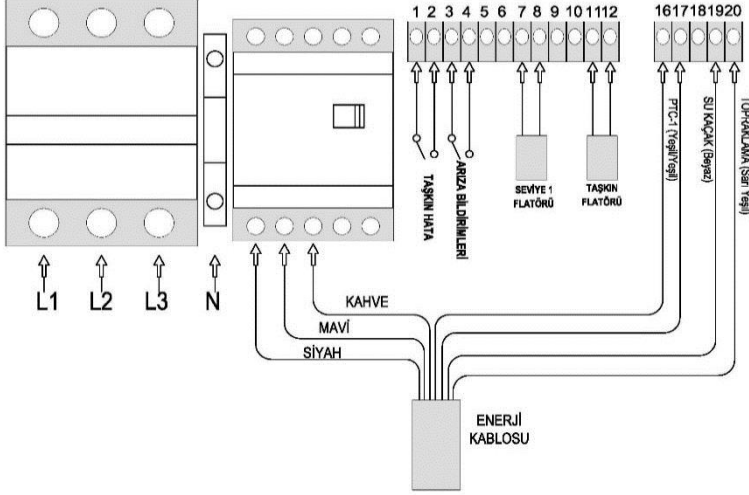 1 2 3 4 5 6 7 8 9 10 11 12
16 17 18 19 20
TAŞKIN HATA
ARIZA BİLDİRİMLERİ
SEVİYE 1
FLATÖRÜ
TAŞKIN
FLATÖRÜ
PTC-1 (Yeşil/Yeşil)
SU KAÇAK (Beyaz)
TOPRAKLAMA (Sarı Yeşil)
L1 L2 L3 N
KAHVE
MAVİ
SİYAH
ENERJİ
KABLOSU